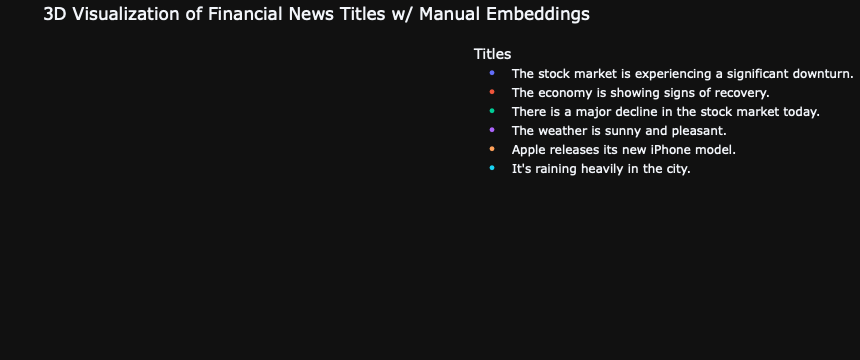 3D Visualization of Financial News Titles w/ Manual Embeddings
Titles
The stock market is experiencing a significant downturn.
The economy is showing signs of recovery.
There is a major decline in the stock market today.
The weather is sunny and pleasant.
Apple releases its new iPhone model.
It's raining heavily in the city.